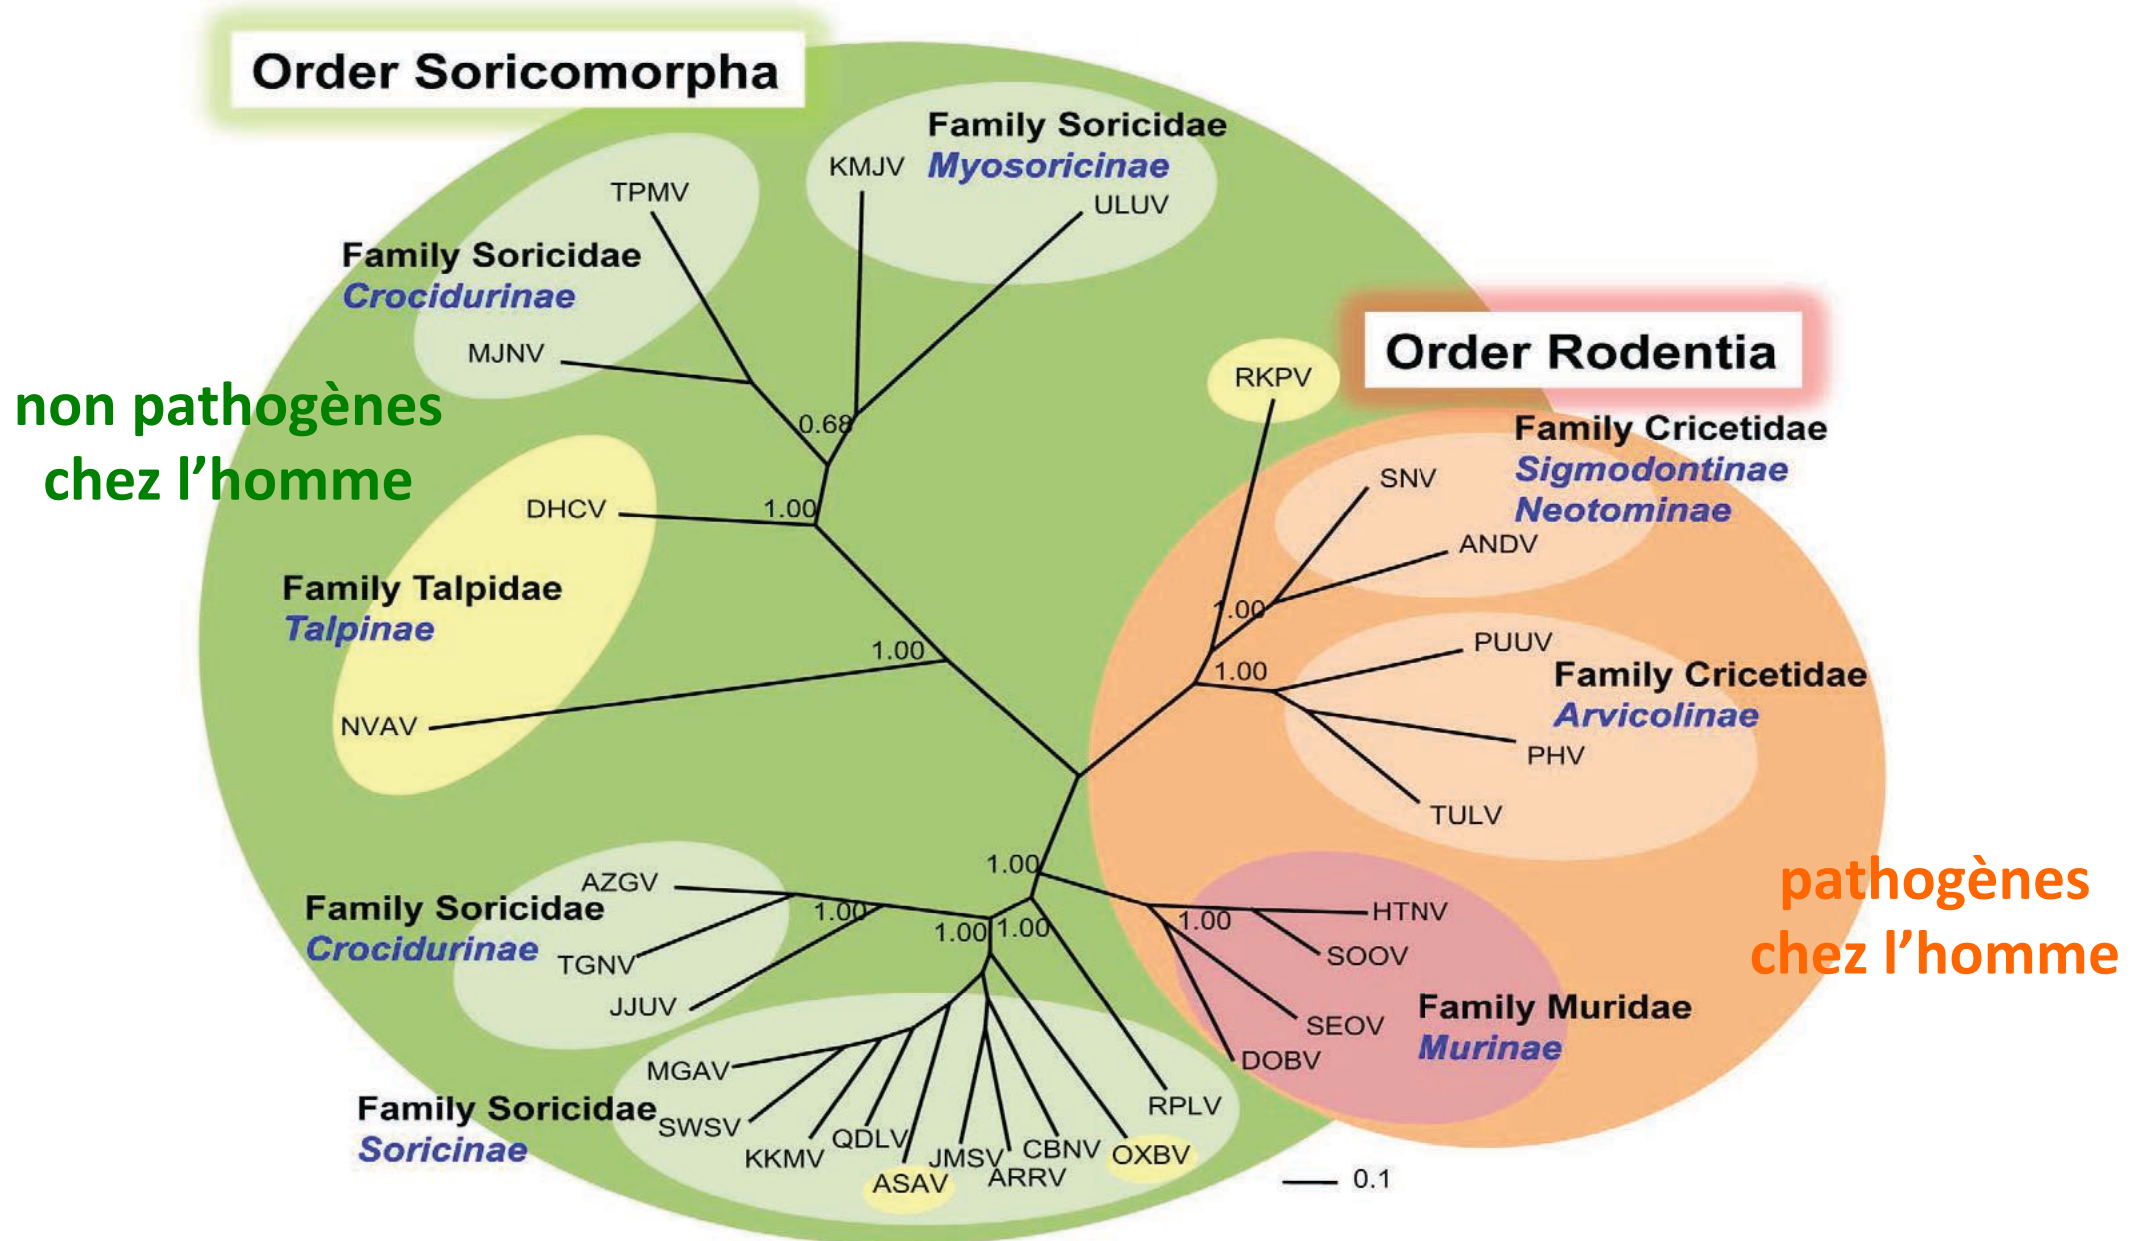 Order Soricomorpha
Family Soricidae
Myosoricinae
KMJV
ULUV
TPMV
Family Soricidae
Crocidurinae
MJNV
non pathogènes
chez l’homme
0.68
1.00
DHCV
Family Talpidae
Talpinae
1.00
NVAV
Order Rodentia
RKPV
Family Cricetidae
Sigmodontinae
Neotominae
SNV
ANDV
1.00
1.00
PUUV
Family Cricetidae
Arvicolinae
PHV
TULV
1.00
AZGV
Family Soricidae
Crocidurinae
TGNV
JJUV
1.00
1.00
1.00
1.00
HTNV
SOOV
SEOV
DOBV
Family Muridae
Murinae
pathogènes
chez l’homme
MGAV
Family Soricidae
Soricinae
SWSV
KKMV
QDLV
ASAV
JMSV
ARRV
CBNV
OXBV
RPLV
0.1